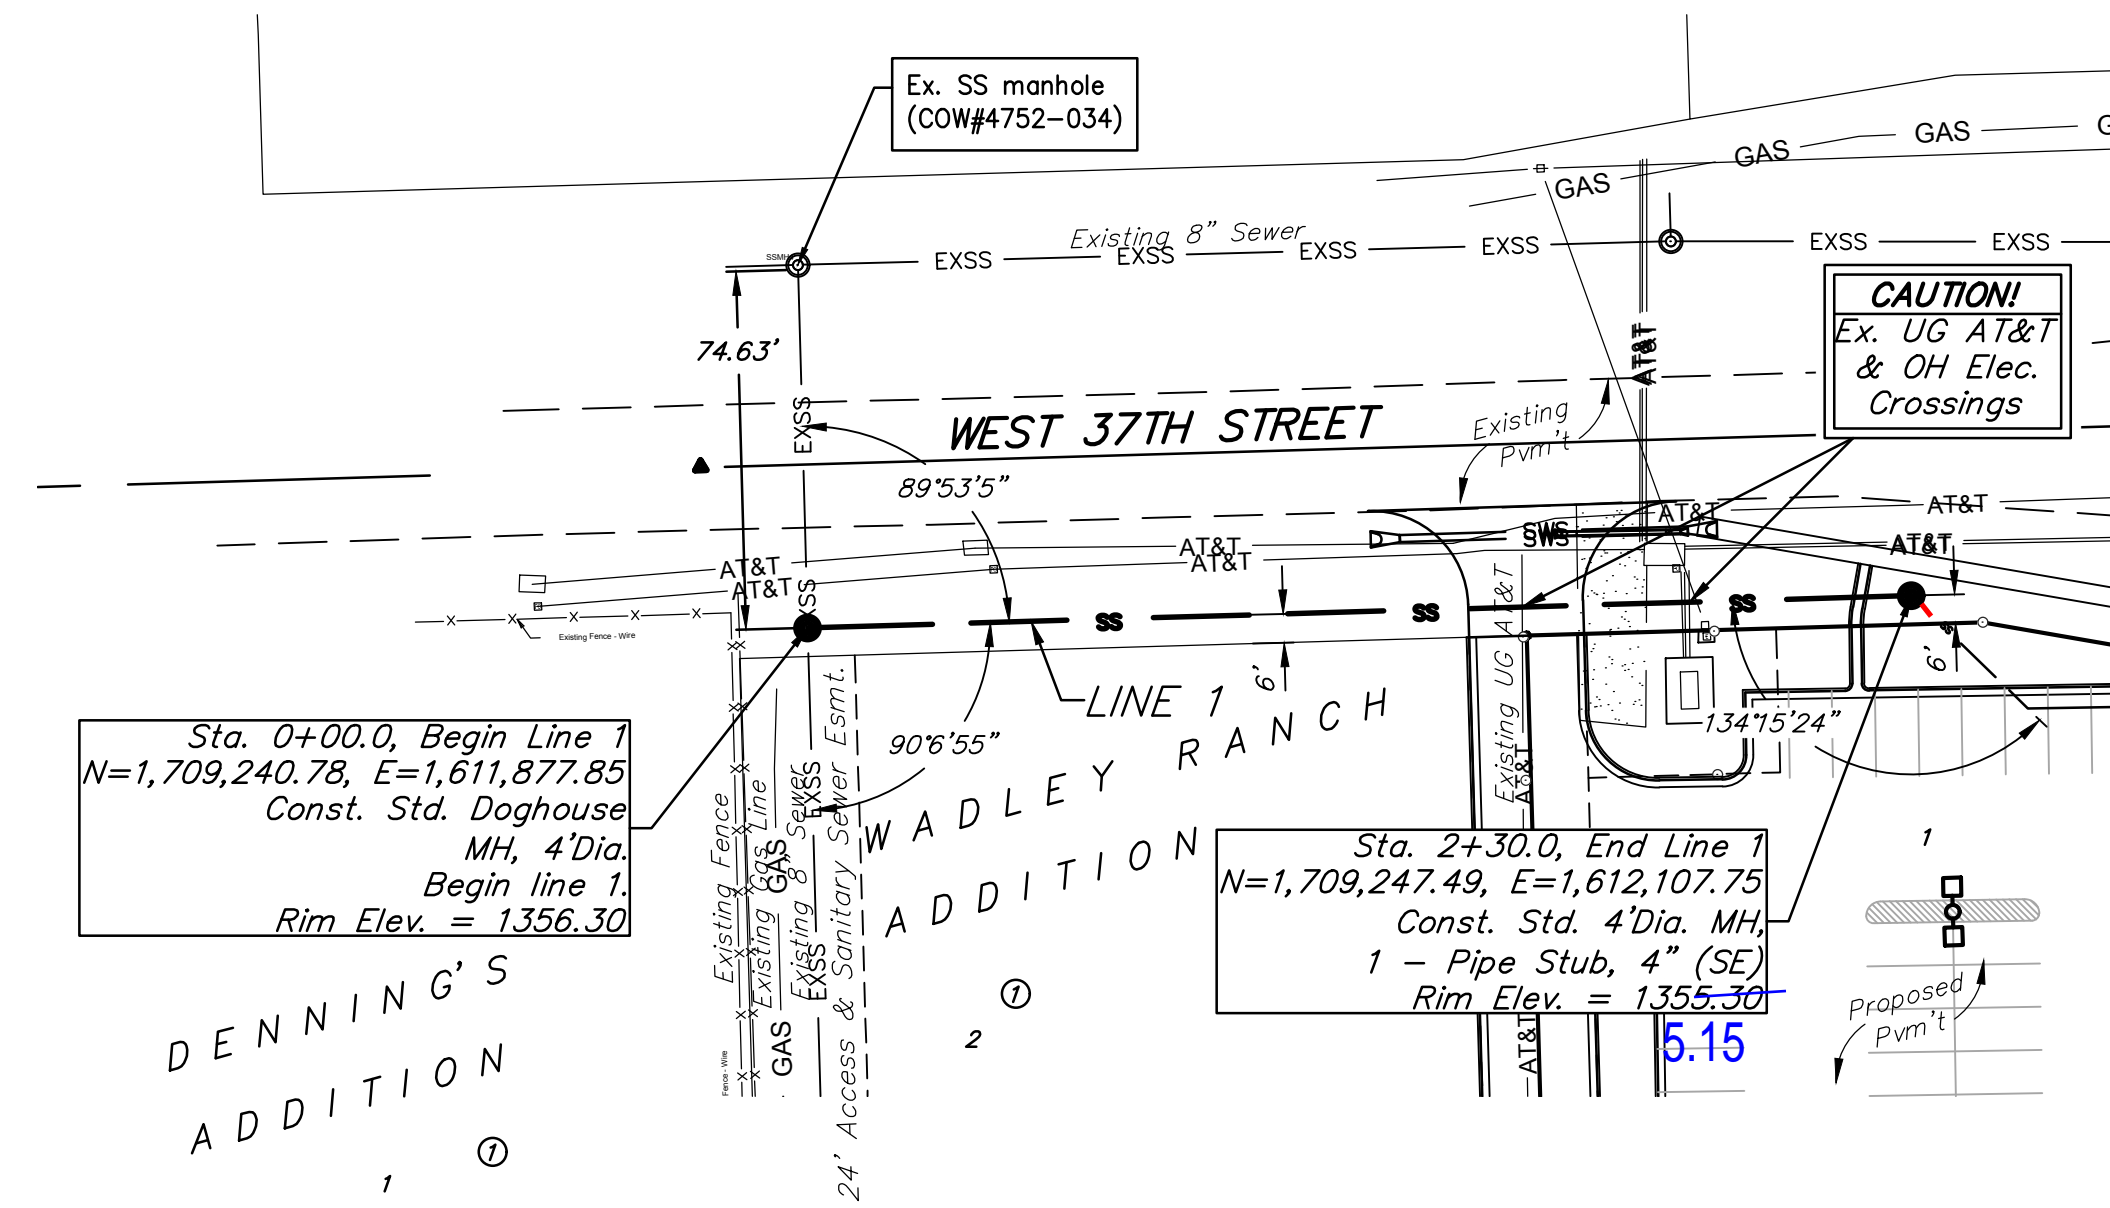 Ex. SS manhole
(COW#4752-034)
GAS
GAS
GAS
Existing 8" Sewer
EXSS
EXSS
EXSS
EXSS
EXSS
EXSS
CAUTION!
Ex. UG AT&T
& OH Elec.
Crossings
74.63'
EXSS
AT&T
WEST 37TH STREET
Existing
Pvm't
89°53'5"
AT&T
AT&T
SWS
AT&T
AT&T
AT&T
AT&T
AT&T
Existing Fence - Wire
SS
SS
SS
6'
6'
LINE 1
90°6'55"
134°15'24"
Sta. 0+00.0, Begin Line 1
N=1,709,240.78, E=1,611,877.85
Const. Std. Doghouse
MH, 4'Dia.
Begin line 1.
Rim Elev. = 1356.30
Existing Fence
Existing Gas Line
GAS
GAS
Existing 8" Sewer
EXSS
EXSS
24' Access & Sanitary Sewer Esmt.
Existing UG AT&T
AT&T
AT&T
WADLEY RANCH
ADDITION
Sta. 2+30.0, End Line 1
N=1,709,247.49, E=1,612,107.75
Const. Std. 4'Dia. MH,
1 - Pipe Stub, 4" (SE)
Rim Elev. = 1355.30
5.15
1
Proposed
Pvm't
DENNING'S
ADDITION
1
2
1
1